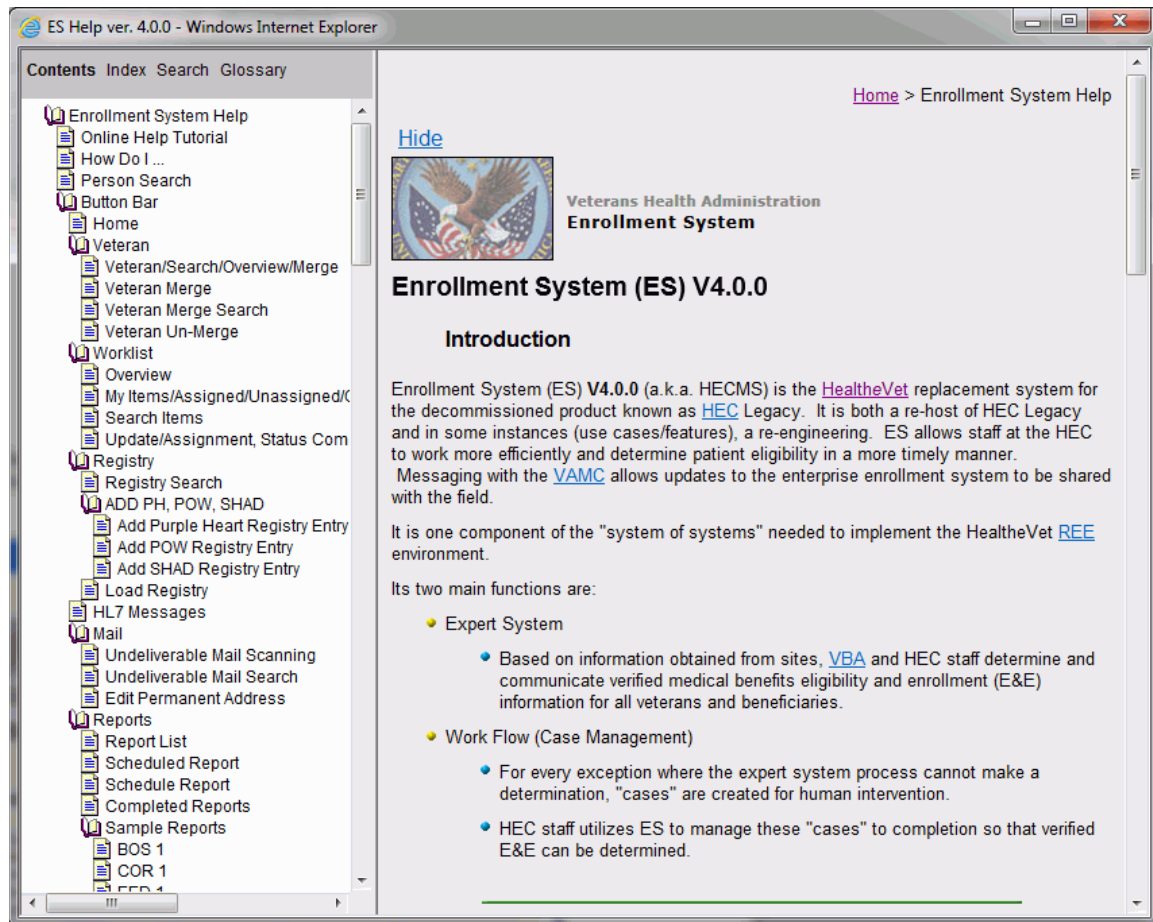 ES Help ver. 4.0.0 - Windows Internet Explorer
Contents Index Search Glossary
Enrollment System Help
Online Help Tutorial
How Do I ...
Person Search
Button Bar
Home
Veteran
Veteran/Search/Overview/Merge
Veteran Merge
Veteran Merge Search
Veteran Un-Merge
Worklist
Overview
My Items/Assigned/Unassigned/
Search Items
Update/Assignment, Status Com
Registry
Registry Search
ADD PH, POW, SHAD
Add Purple Heart Registry Entry
Add POW Registry Entry
Add SHAD Registry Entry
Load Registry
HL7 Messages
Mail
Undeliverable Mail Scanning
Undeliverable Mail Search
Edit Permanent Address
Reports
Report List
Scheduled Report
Schedule Report
Completed Reports
Sample Reports
BOS 1
COR 1
Home > Enrollment System Help
Hide
Veterans Health Administration
Enrollment System
Enrollment System (ES) V4.0.0
Introduction
Enrollment System (ES) V4.0.0 (a.k.a. HECMS) is the HealtheVet replacement system for
the decommissioned product known as HEC Legacy.  It is both a re-host of HEC Legacy
and in some instances (use cases/features), a re-engineering.  ES allows staff at the HEC
to work more efficiently and determine patient eligibility in a more timely manner.
Messaging with the VAMC allows updates to the enterprise enrollment system to be shared
with the field.
It is one component of the "system of systems" needed to implement the HealtheVet REE
environment.
Its two main functions are:
Expert System
Based on information obtained from sites, VBA and HEC staff determine and
communicate verified medical benefits eligibility and enrollment (E&E)
information for all veterans and beneficiaries.
Work Flow (Case Management)
For every exception where the expert system process cannot make a
determination, "cases" are created for human intervention.
HEC staff utilizes ES to manage these "cases" to completion so that verified
E&E can be determined.